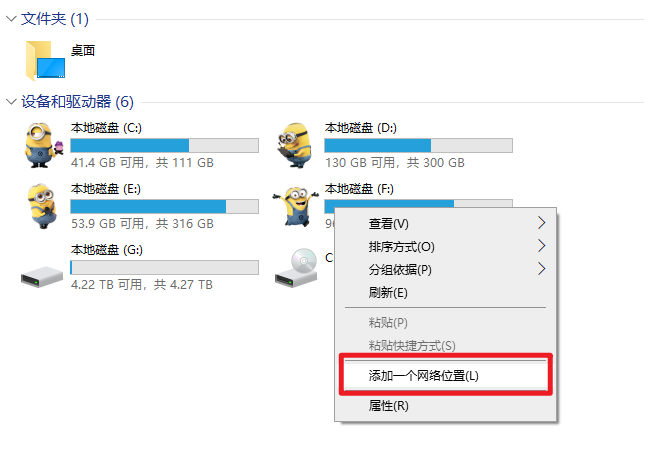 文件夹 (1)
桌面
设备和驱动器 (6)
本地磁盘 (C:)
41.4 GB 可用，共 111 GB
本地磁盘 (D:)
130 GB 可用，共 300 GB
本地磁盘 (E:)
53.9 GB 可用，共 316 GB
本地磁盘 (F:)
本地磁盘 (G:)
4.22 TB 可用，共 4.27 TB
查看(V)
排序方式(O)
分组依据(P)
刷新(E)
粘贴(P)
粘贴快捷方式(S)
添加一个网络位置(L)
属性(R)